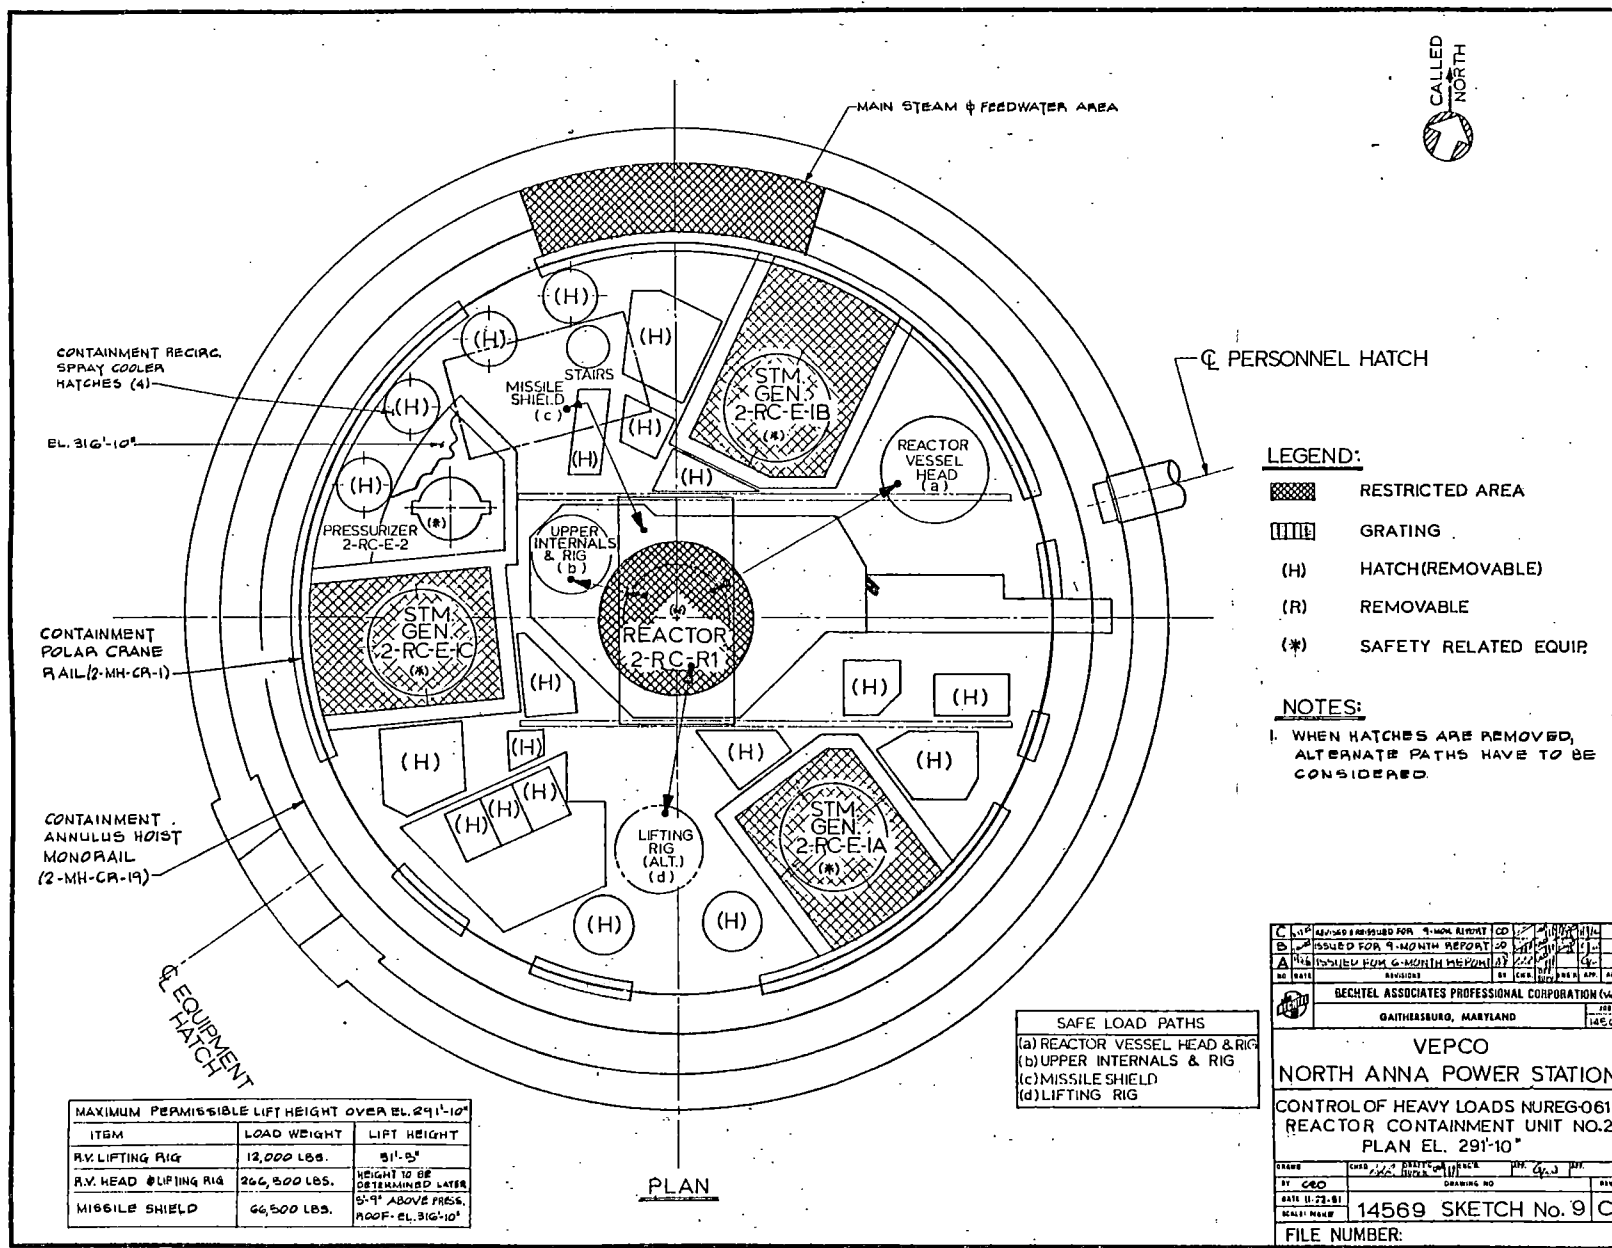 CALLED
NORTH
MAIN STEAM & FEEDWATER AREA
CONTAINMENT RECIRC.
SPRAY COOLER
HATCHES (4)
EL. 316'-10"
CONTAINMENT
POLAR CRANE
RAIL (2-MH-CR-1)
CONTAINMENT
ANNULUS HOIST
MONORAIL
(2-MH-CR-19)
℄ EQUIPMENT
HATCH
℄ PERSONNEL HATCH
(H)
(H)
(H)
(H)
STAIRS
MISSILE
SHIELD
(c)
(H)
(H)
(H)
(H)
STM.
GEN.
2-RC-E-1B
(*)
REACTOR
VESSEL
HEAD
(a)
PRESSURIZER
2-RC-E-2
(*)
UPPER
INTERNALS
& RIG
(b)
(*)
REACTOR
2-RC-R1
STM.
GEN.
2-RC-E-1C
(*)
(H)
(H)
(H)
(H)
(H)
(H)
(H)
(H)
(H)
(H)
STM.
GEN.
2-RC-E-1A
(*)
LIFTING
RIG
(ALT.)
(d)
(H)
(H)
LEGEND:
RESTRICTED AREA
GRATING
(H) HATCH (REMOVABLE)
(R) REMOVABLE
(*) SAFETY RELATED EQUIP.
NOTES:
1. WHEN HATCHES ARE REMOVED,
ALTERNATE PATHS HAVE TO BE
CONSIDERED.
SAFE LOAD PATHS
(a) REACTOR VESSEL HEAD & RIG
(b) UPPER INTERNALS & RIG
(c) MISSILE SHIELD
(d) LIFTING RIG
MAXIMUM PERMISSIBLE LIFT HEIGHT OVER EL. 291'-10"
ITEM LOAD WEIGHT LIFT HEIGHT
R.V. LIFTING RIG 12,000 LBS.
R.V. HEAD & LIFTING RIG 266,500 LBS. HEIGHT TO BE DETERMINED LATER
MISSILE SHIELD 66,500 LBS. 5'-9" ABOVE PRESS. ROOF-EL. 316'-10"
PLAN
C REVISED & REISSUED FOR 9-MON. REPORT CO
B ISSUED FOR 9-MONTH REPORT
A ISSUED FOR 6-MONTH REPORT
NO DATE REVISIONS BY
BECHTEL ASSOCIATES PROFESSIONAL CORPORATION
GAITHERSBURG, MARYLAND
VEPCO
NORTH ANNA POWER STATION
CONTROL OF HEAVY LOADS NUREG-061
REACTOR CONTAINMENT UNIT NO.2
PLAN EL. 291'-10"
DRAWING NO
14569 SKETCH No. 9 C
FILE NUMBER: